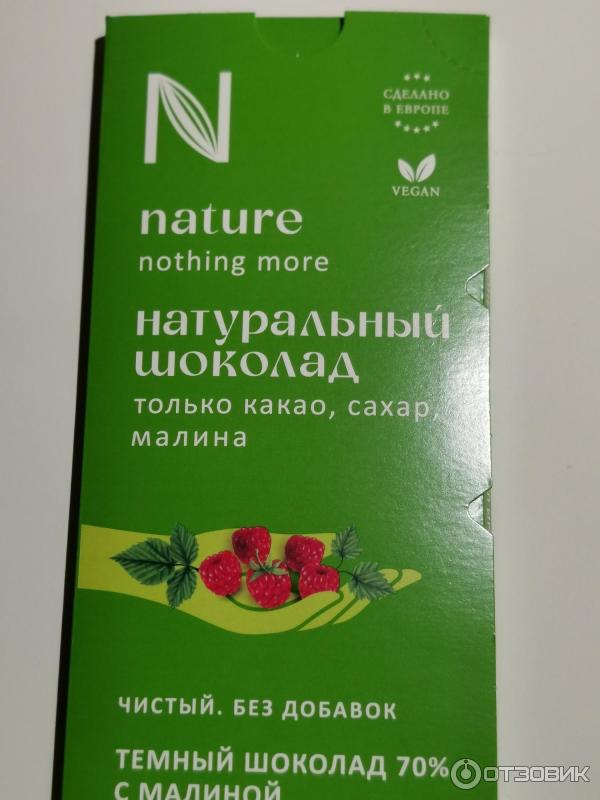 N
СДЕЛАНО
В ЕВРОПЕ
VEGAN
nature
nothing more
натуральный
шоколад
только какао, сахар,
малина
ЧИСТЫЙ. БЕЗ ДОБАВОК
ТЕМНЫЙ ШОКОЛАД 70%
С МАЛИНОЙ
ОТЗОВИК